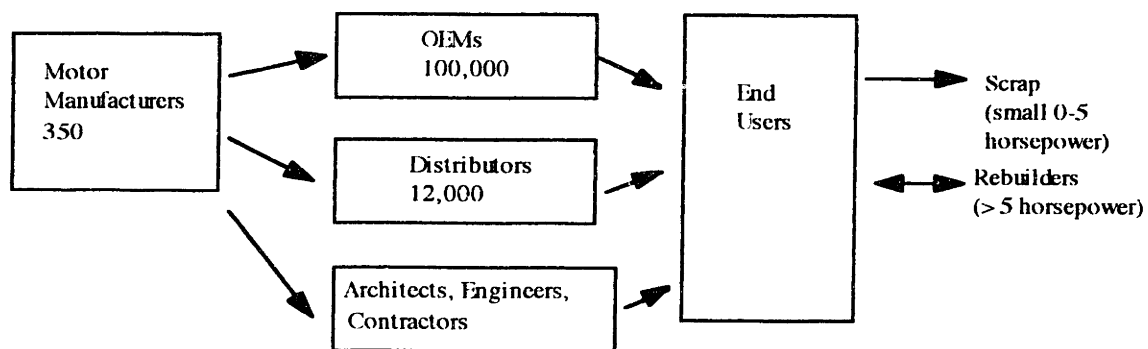 Motor
Manufacturers
350
OEMs
100,000
Distributors
12,000
Architects, Engineers,
Contractors
End
Users
Scrap
(small 0-5
horsepower)
Rebuilders
(> 5 horsepower)